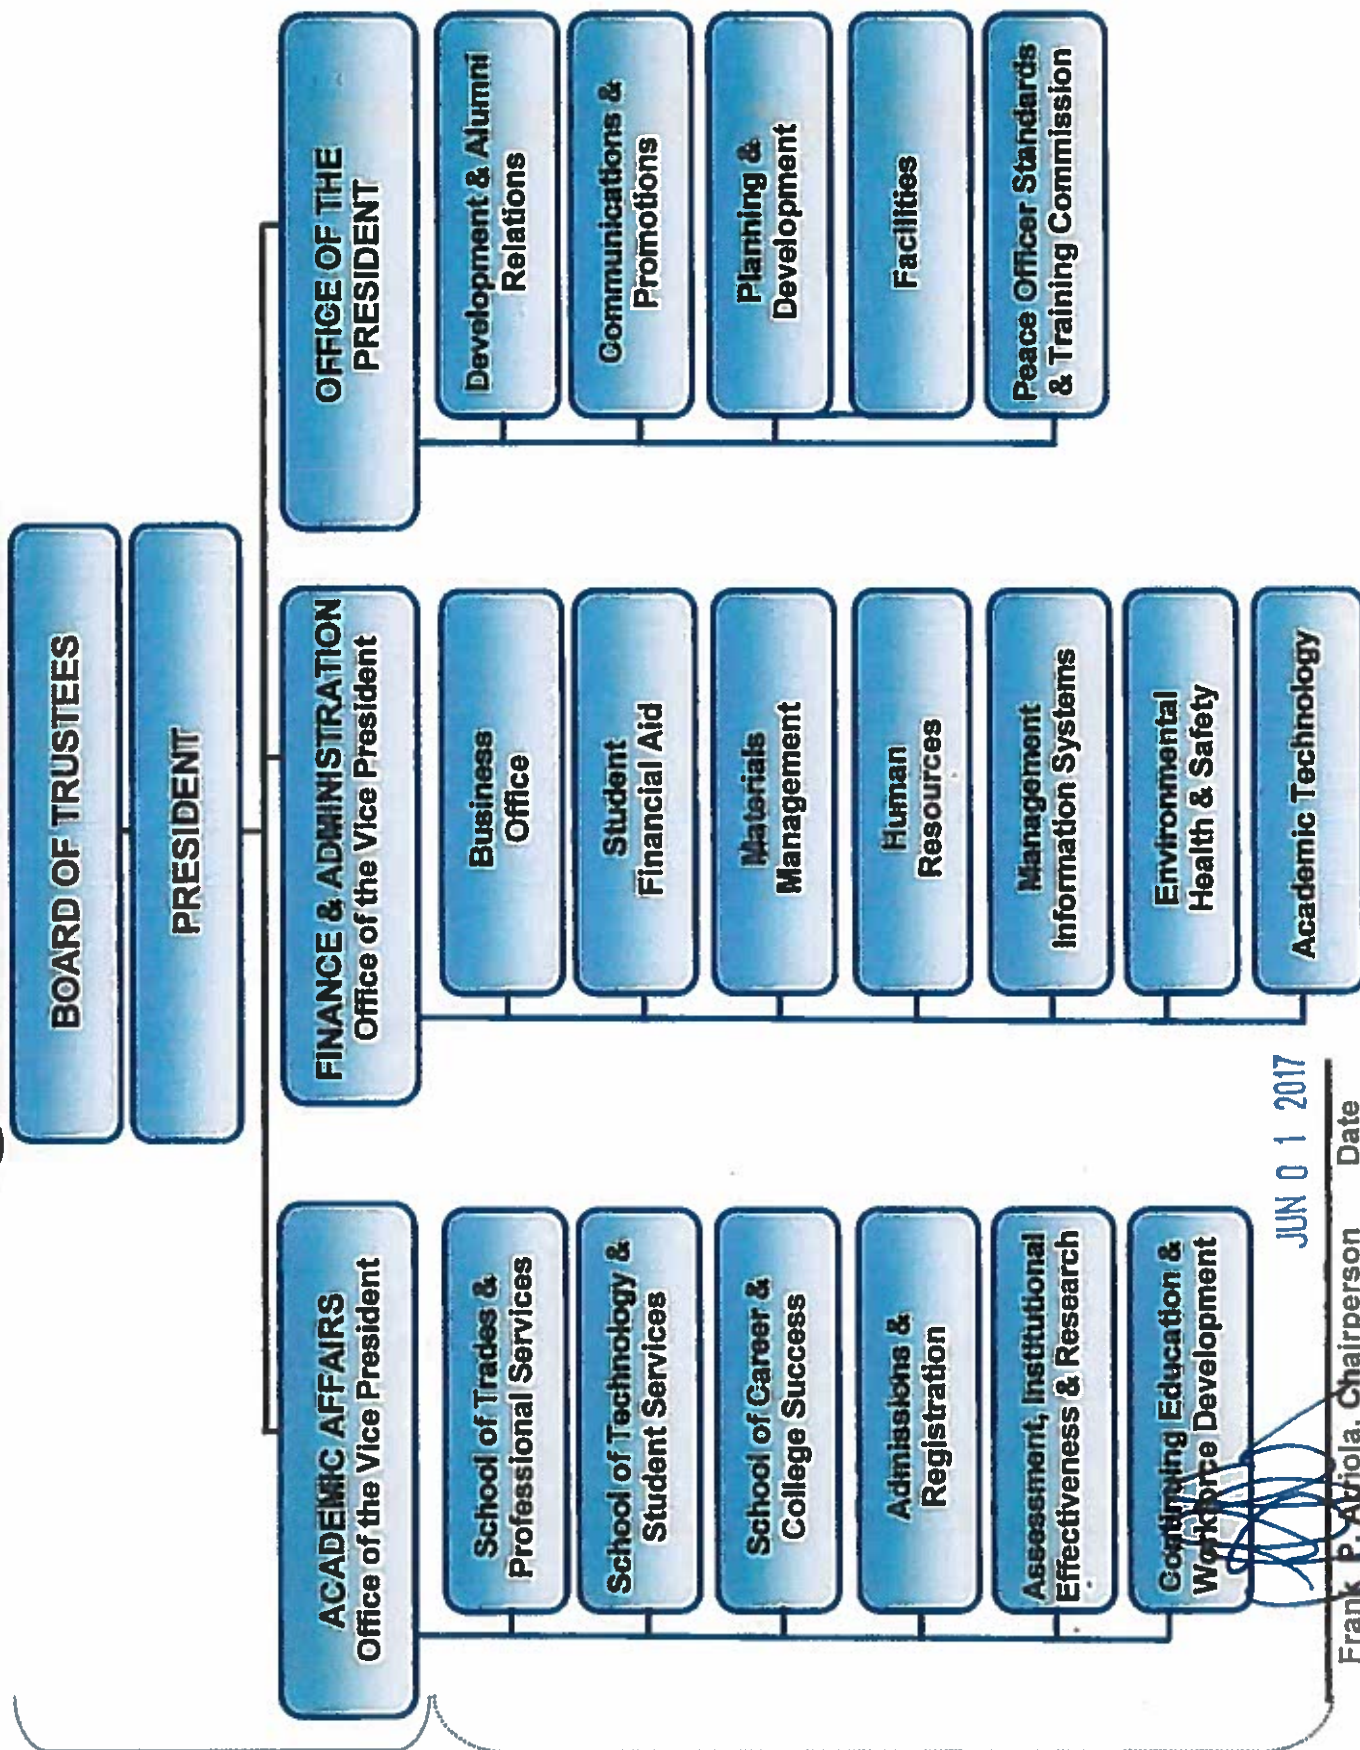 BOARD OF TRUSTEES
PRESIDENT
ACADEMIC AFFAIRS
Office of the Vice President
School of Trades &
Professional Services
School of Technology &
Student Services
School of Career &
College Success
Admissions &
Registration
Assessment, Institutional
Effectiveness & Research
Continuing Education &
Workforce Development
FINANCE & ADMINISTRATION
Office of the Vice President
Business
Office
Student
Financial Aid
Materials
Management
Human
Resources
Management
Information Systems
Environmental
Health & Safety
Academic Technology
OFFICE OF THE
PRESIDENT
Development & Alumni
Relations
Communications &
Promotions
Planning &
Development
Facilities
Peace Officer Standards
& Training Commission
JUN 0 1 2017
Frank P. Ariola, Chairperson Date